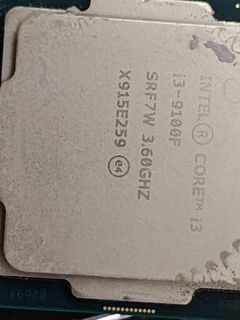 INTEL(R) CORE™ i3
i3-9100F
SRF7W 3.60GHZ
X915E259 e4